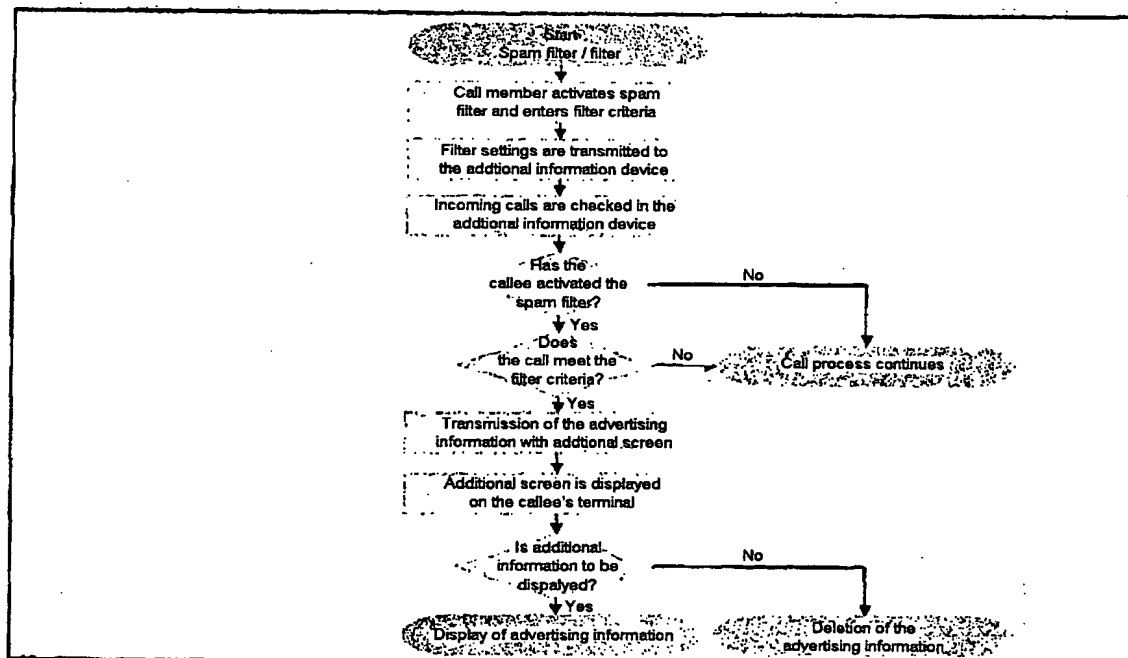 Start
Spam filter / filter
Call member activates spam
filter and enters filter criteria
Filter settings are transmitted to
the addtional information device
Incoming calls are checked in the
addtional information device
Has the
callee activated the
spam filter?
No
Yes
Does
the call meet the
filter criteria?
No
Call process continues
Yes
Transmission of the advertising
information with addtional screen
Additional screen is displayed
on the callee's terminal
Is additional
information to be
dispalyed?
No
Yes
Display of advertising information
Deletion of the
advertising information